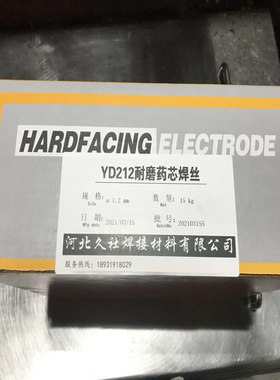 HARDFACING ELECTRODE
YD212耐磨药芯焊丝
规格: ø 1.2 mm 数量: 15 kg
Size Net
日期: 2021/03/15 批号: 202103155
Mfg date BatchNo
河北久社焊接材料有限公司
服务热线: 18931918029